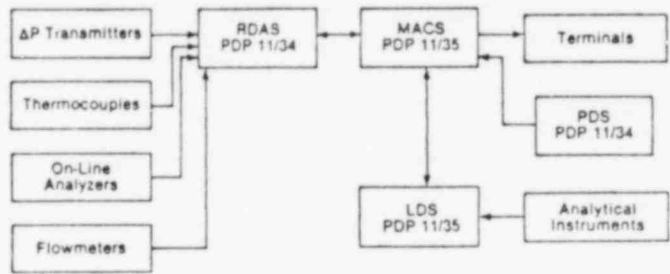 ΔP Transmitters
RDAS
PDP 11/34
MACS
PDP 11/35
Terminals
Thermocouples
PDS
PDP 11/34
On-Line
Analyzers
LDS
PDP 11/35
Analytical
Instruments
Flowmeters